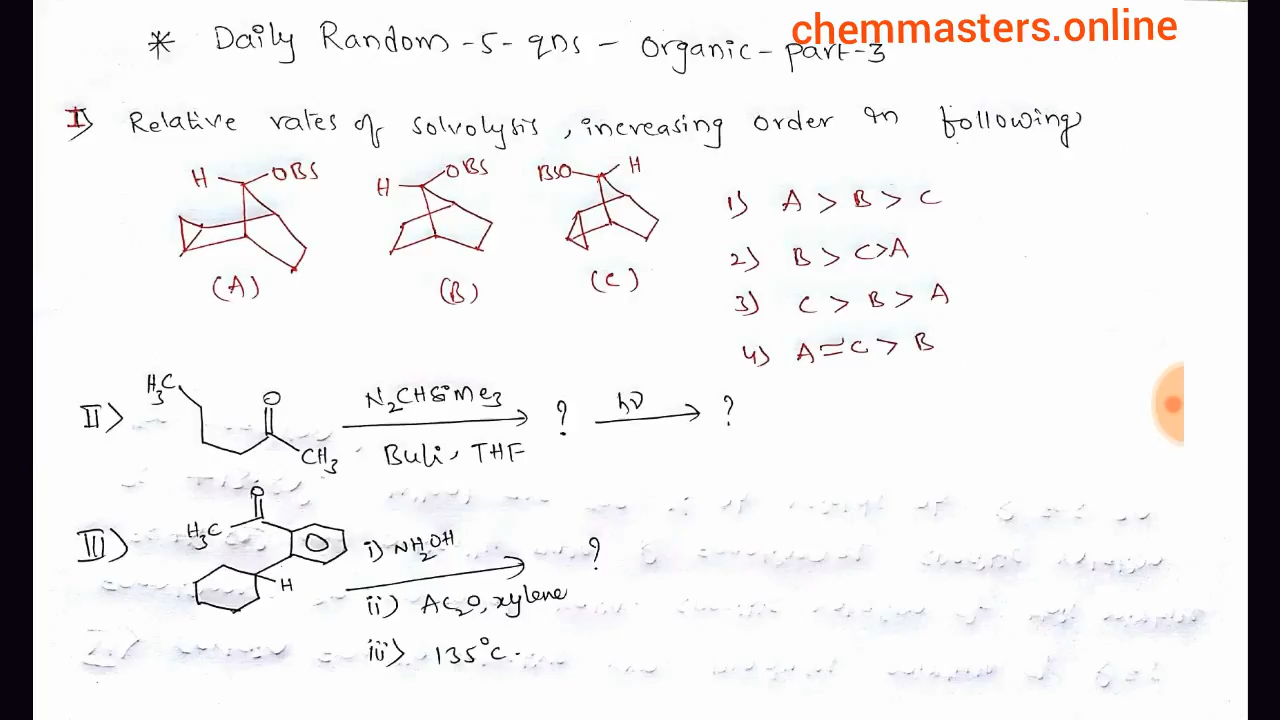 chemmasters.online
* Daily Random -5- qns - organic - part-3
I) Relative rates of solvolysis, increasing order in following
H OBS H OBS BSO H
(A) (B) (C)
1) A > B > C
2) B > C>A
3) C > B > A
4) A = C > B
II) H3C O CH3 N2CHSiMe3 BuLi, THF ? hν ?
III) H3C O H i) NH2OH ?
ii) AC2O, xylene
iii) 135°C.